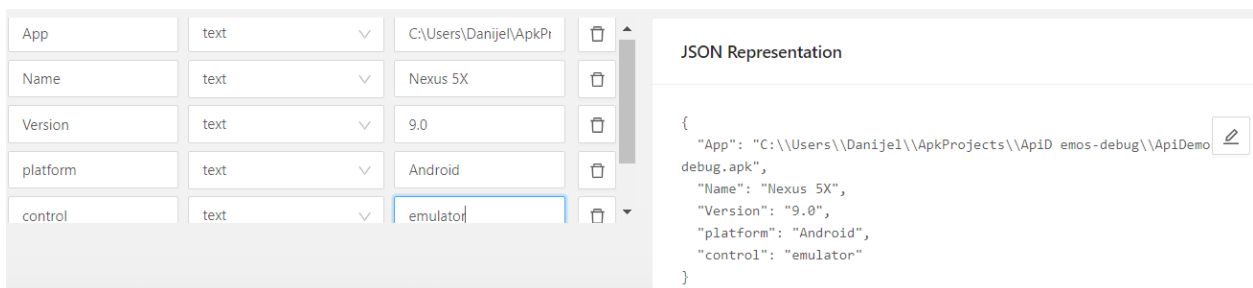 App text C:\Users\Danijel\ApkPr
Name text Nexus 5X
Version text 9.0
platform text Android
control text emulator
JSON Representation
{
"App": "C:\\Users\\Danijel\\ApkProjects\\ApiD emos-debug\\ApiDemo
debug.apk",
"Name": "Nexus 5X",
"Version": "9.0",
"platform": "Android",
"control": "emulator"
}